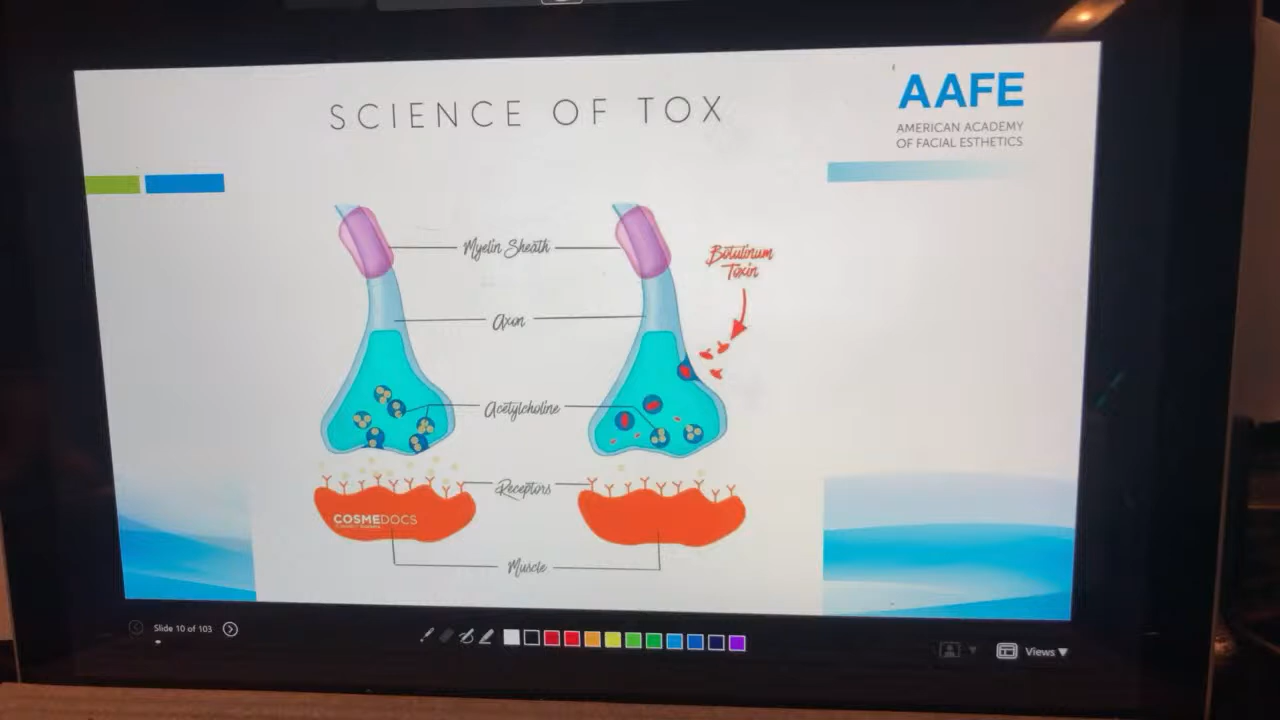 SCIENCE OF TOX
AAFE
AMERICAN ACADEMY
OF FACIAL ESTHETICS
Myelin Sheath
Botulinum
Toxin
Axon
Acetylcholine
Receptors
COSMEDOCS
Muscle
Slide 10 of 103
Views